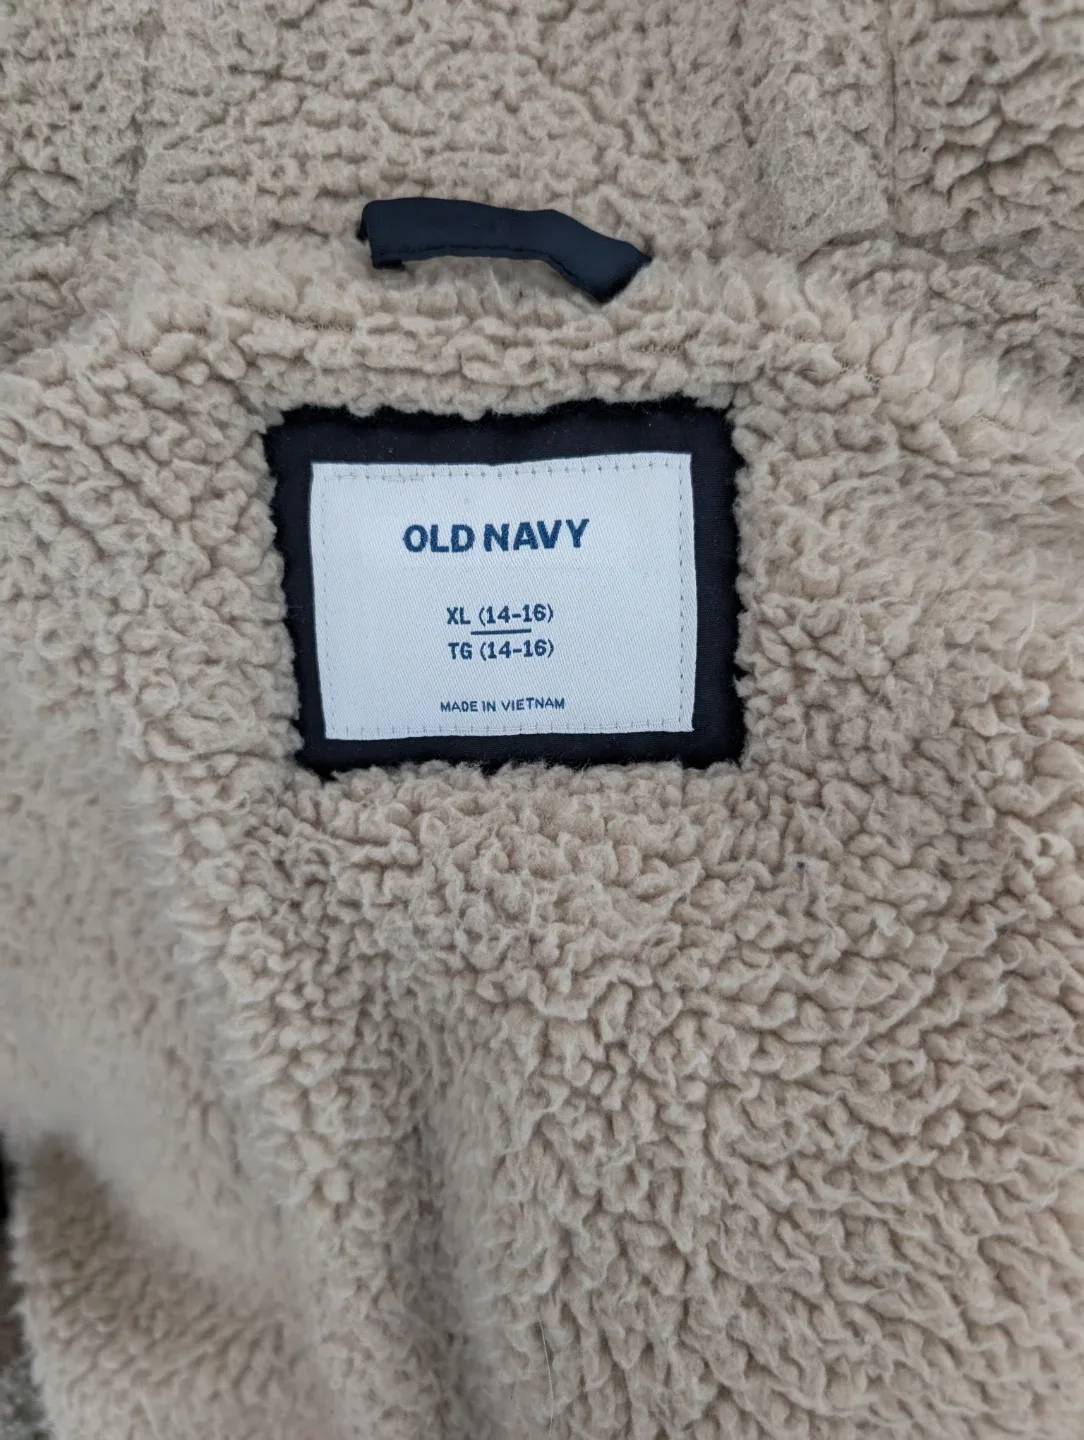 OLD NAVY
XL (14-16)
TG (14-16)
MADE IN VIETNAM